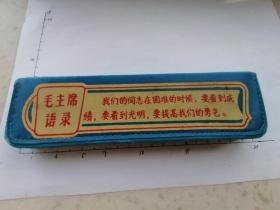 毛主席
语录
我们的同志在困难的时候，要看到成
绩，要看到光明，要提高我们的勇气。